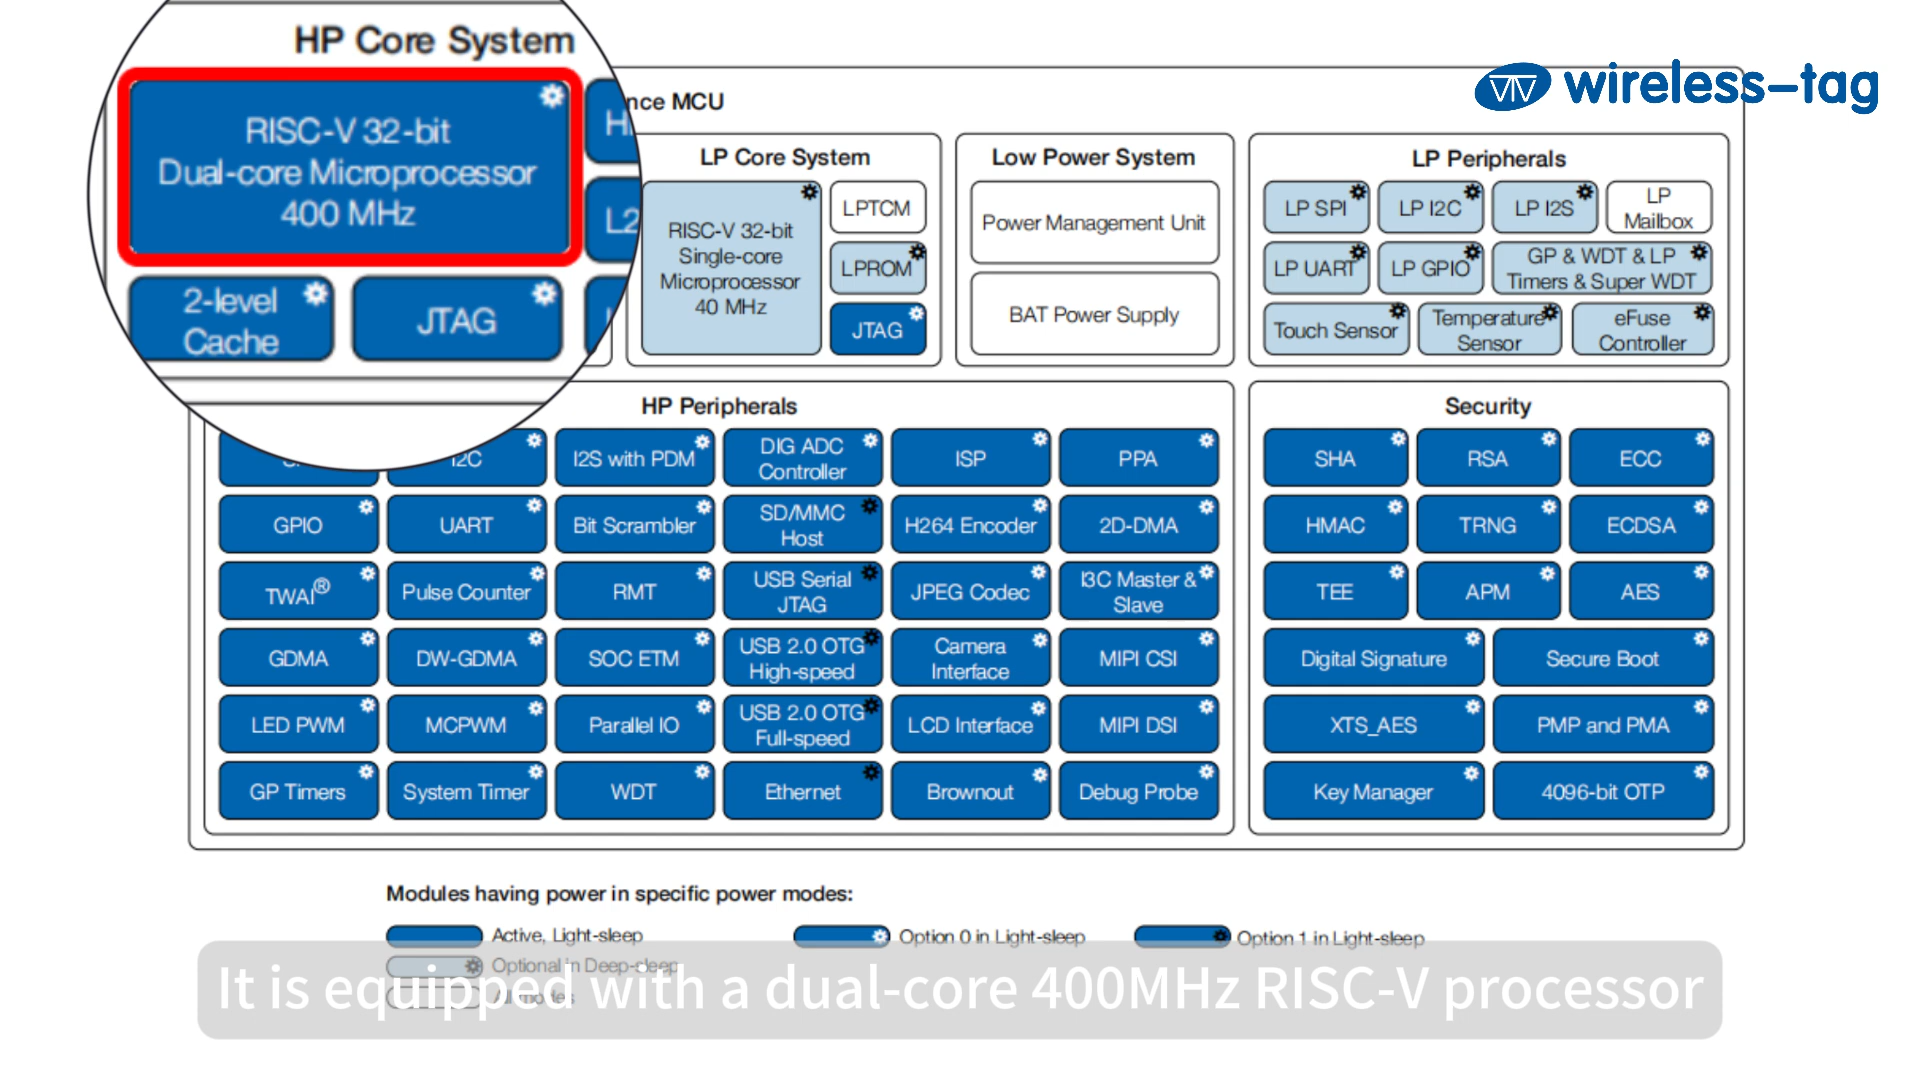 HP Core System
RISC-V 32-bit
Dual-core Microprocessor
400 MHz
2-level
Cache
JTAG
L2
nce MCU
wireless-tag
LP Core System
RISC-V 32-bit
Single-core
Microprocessor
40 MHz
LPTCM
LPROM
JTAG
Low Power System
Power Management Unit
BAT Power Supply
LP Peripherals
LP SPI
LP I2C
LP I2S
LP
Mailbox
LP UART
LP GPIO
GP & WDT & LP
Timers & Super WDT
Touch Sensor
Temperature
Sensor
eFuse
Controller
HP Peripherals
I2C
I2S with PDM
DIG ADC
Controller
ISP
PPA
GPIO
UART
Bit Scrambler
SD/MMC
Host
H264 Encoder
2D-DMA
TWAI®
Pulse Counter
RMT
USB Serial
JTAG
JPEG Codec
I3C Master &
Slave
GDMA
DW-GDMA
SOC ETM
USB 2.0 OTG
High-speed
Camera
Interface
MIPI CSI
LED PWM
MCPWM
Parallel IO
USB 2.0 OTG
Full-speed
LCD Interface
MIPI DSI
GP Timers
System Timer
WDT
Ethernet
Brownout
Debug Probe
Security
SHA
RSA
ECC
HMAC
TRNG
ECDSA
TEE
APM
AES
Digital Signature
Secure Boot
XTS_AES
PMP and PMA
Key Manager
4096-bit OTP
Modules having power in specific power modes:
Active, Light-sleep
Option 0 in Light-sleep
Option 1 in Light-sleep
Optional in Deep-sleep
All modes
It is equipped with a dual-core 400MHz RISC-V processor